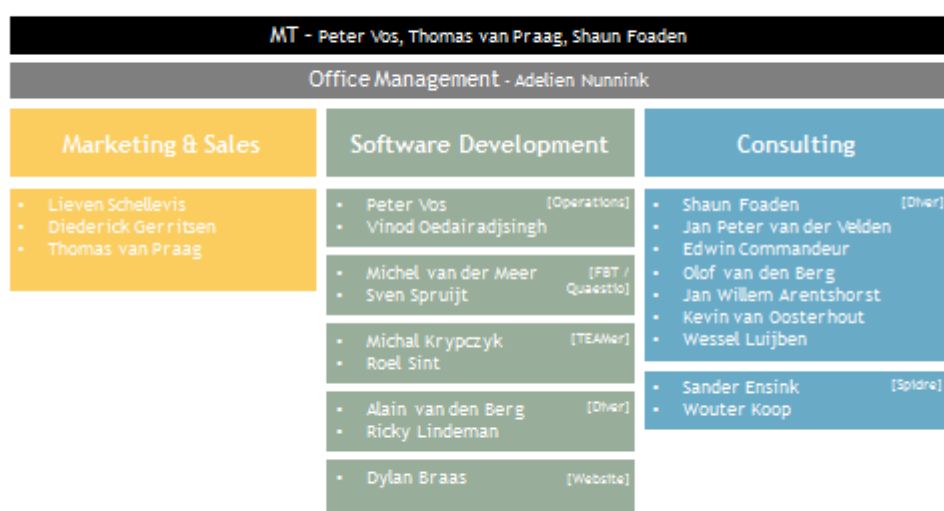 MT – Peter Vos, Thomas van Praag, Shaun Foaden
Office Management - Adelien Nunnink
Marketing & Sales
• Lieven Schellevis
• Diederick Gerritsen
• Thomas van Praag
Software Development
• Peter Vos [Operations]
• Vinod Oedairadjsingh
• Michel van der Meer [FBT /
• Sven Spruijt Quaestio]
• Michal Krypczyk [TEAMer]
• Roel Sint
• Alain van den Berg [Diver]
• Ricky Lindeman
• Dylan Braas [Website]
Consulting
• Shaun Foaden [Diver]
• Jan Peter van der Velden
• Edwin Commandeur
• Olof van den Berg
• Jan Willem Arentshorst
• Kevin van Oosterhout
• Wessel Luijben
• Sander Ensink [Spidre]
• Wouter Koop